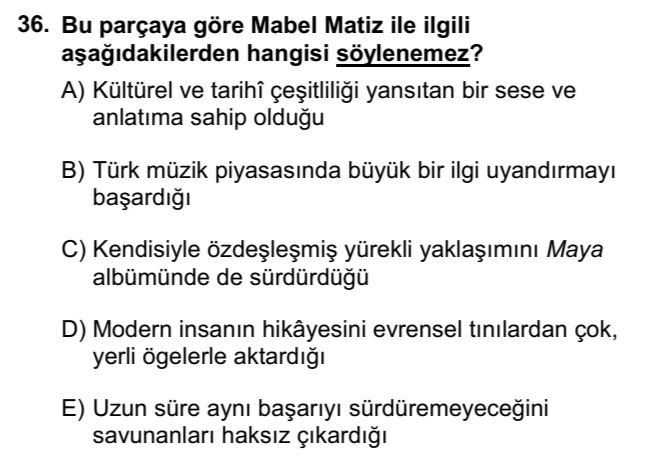 36. Bu parçaya göre Mabel Matiz ile ilgili
aşağıdakilerden hangisi söylenemez?
A) Kültürel ve tarihî çeşitliliği yansıtan bir sese ve
anlatıma sahip olduğu
B) Türk müzik piyasasında büyük bir ilgi uyandırmayı
başardığı
C) Kendisiyle özdeşleşmiş yürekli yaklaşımını Maya
albümünde de sürdürdüğü
D) Modern insanın hikâyesini evrensel tınılardan çok,
yerli ögelerle aktardığı
E) Uzun süre aynı başarıyı sürdüremeyeceğini
savunanları haksız çıkardığı